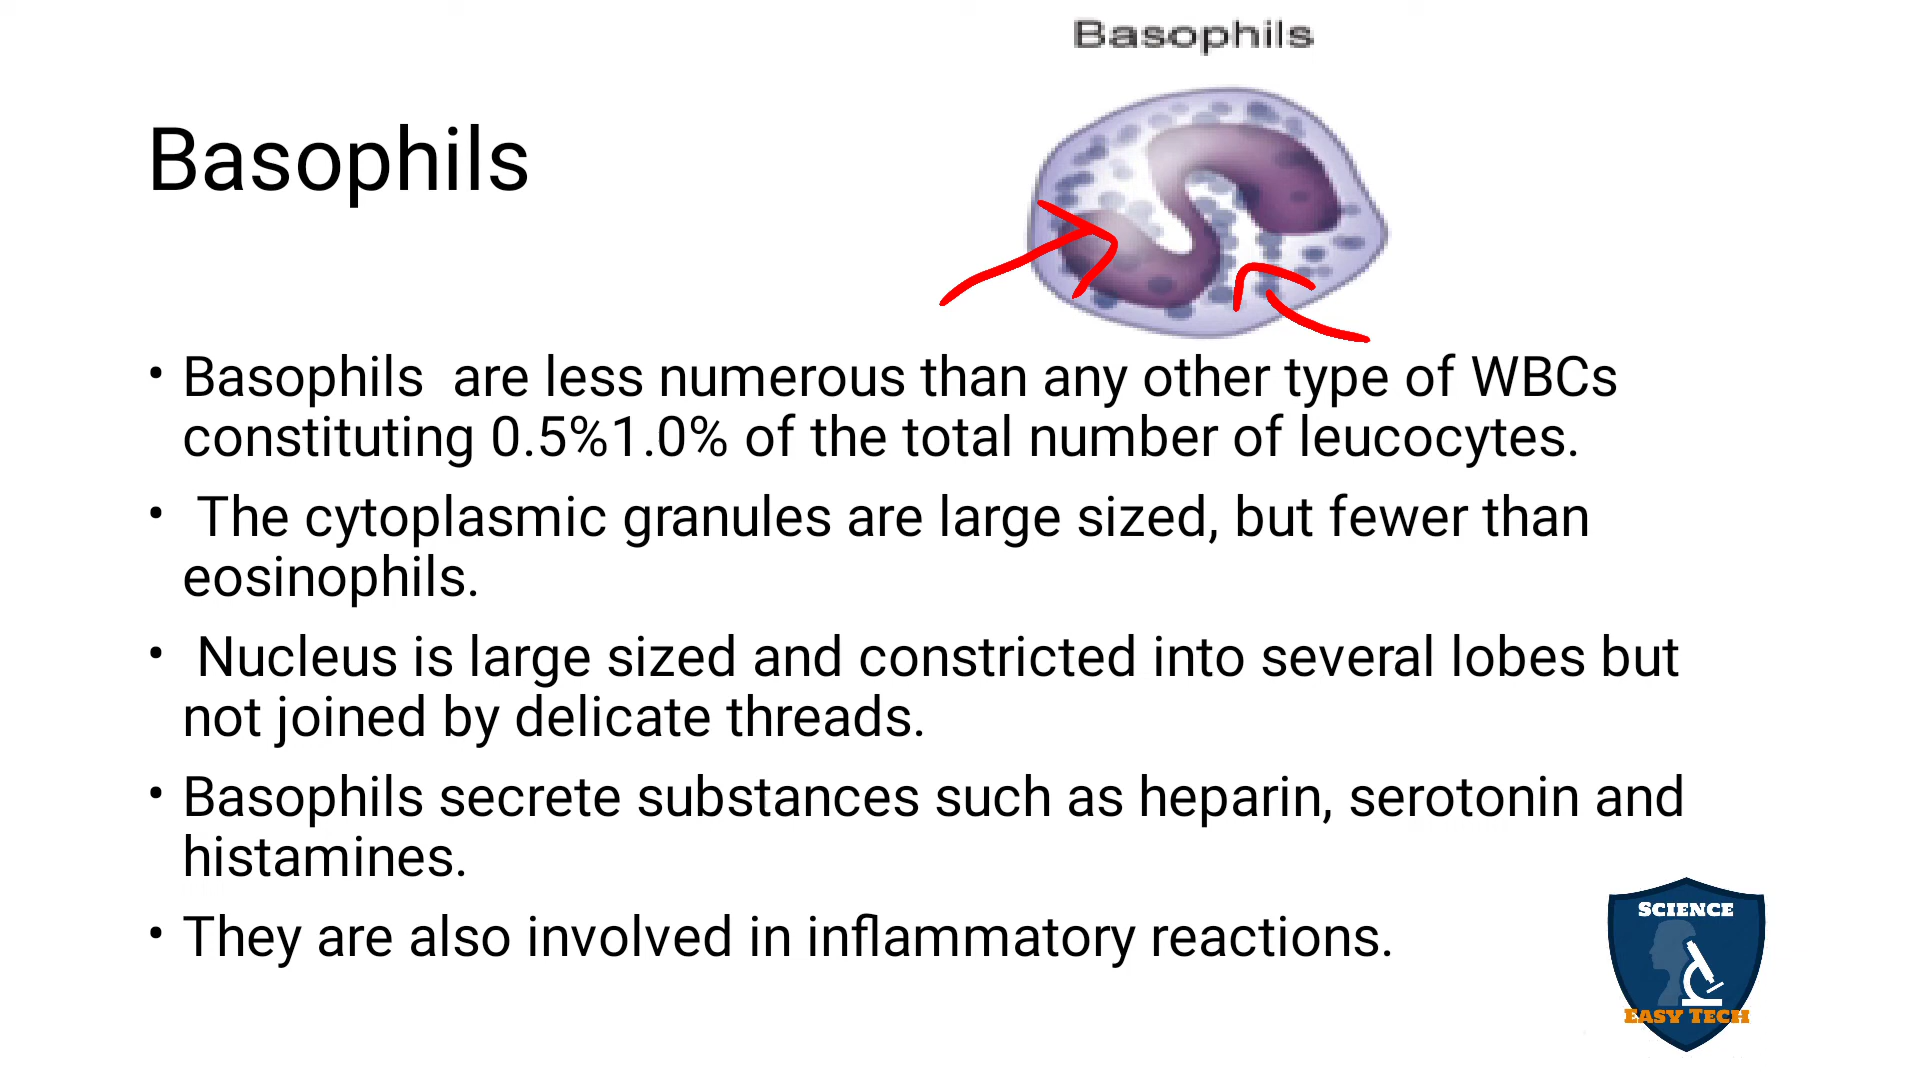 Basophils
Basophils
• Basophils  are less numerous than any other type of WBCs
constituting 0.5%1.0% of the total number of leucocytes.
•  The cytoplasmic granules are large sized, but fewer than
eosinophils.
•  Nucleus is large sized and constricted into several lobes but
not joined by delicate threads.
• Basophils secrete substances such as heparin, serotonin and
histamines.
• They are also involved in inflammatory reactions.
SCIENCE
EASY TECH